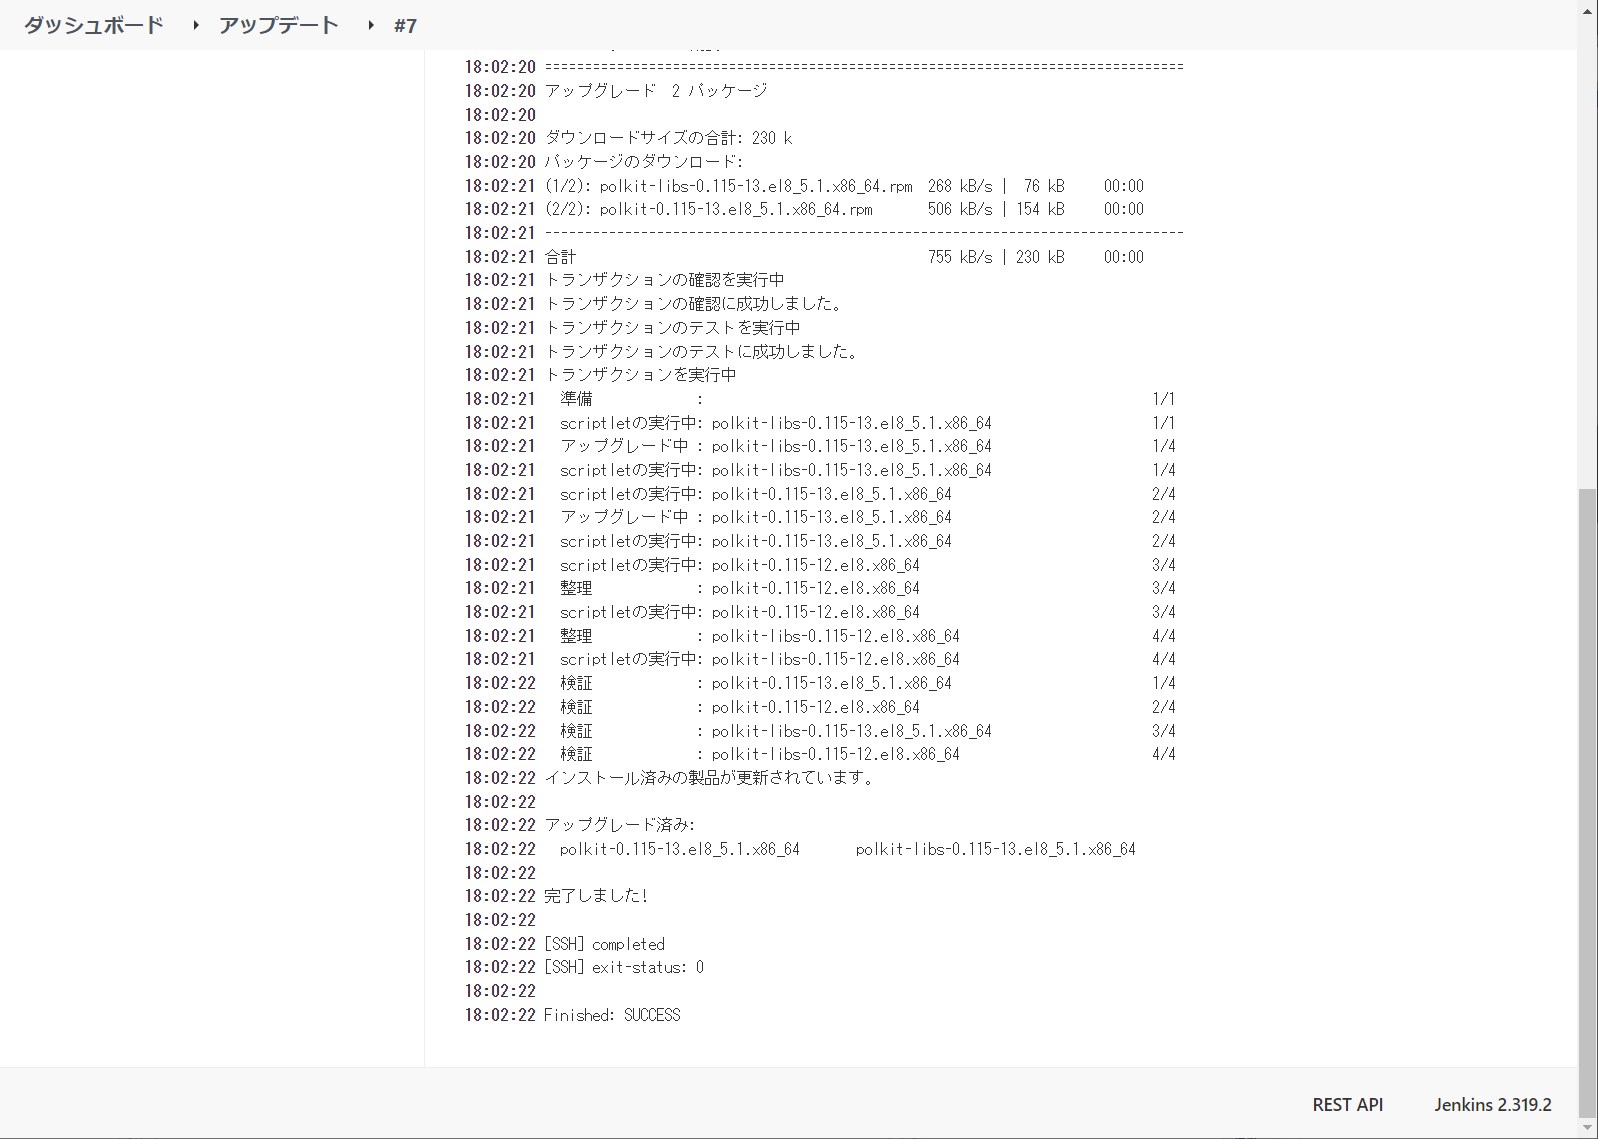 ダッシュボード ▸ アップデート ▸ #7
18:02:20 ================================================================================
18:02:20 アップグレード  2 パッケージ
18:02:20
18:02:20 ダウンロードサイズの合計: 230 k
18:02:20 パッケージのダウンロード:
18:02:21 (1/2): polkit-libs-0.115-13.el8_5.1.x86_64.rpm  268 kB/s |  76 kB     00:00
18:02:21 (2/2): polkit-0.115-13.el8_5.1.x86_64.rpm       506 kB/s | 154 kB     00:00
18:02:21 --------------------------------------------------------------------------------
18:02:21 合計                                            755 kB/s | 230 kB     00:00
18:02:21 トランザクションの確認を実行中
18:02:21 トランザクションの確認に成功しました。
18:02:21 トランザクションのテストを実行中
18:02:21 トランザクションのテストに成功しました。
18:02:21 トランザクションを実行中
18:02:21   準備             :                                                        1/1
18:02:21   scriptletの実行中: polkit-libs-0.115-13.el8_5.1.x86_64                    1/1
18:02:21   アップグレード中 : polkit-libs-0.115-13.el8_5.1.x86_64                    1/4
18:02:21   scriptletの実行中: polkit-libs-0.115-13.el8_5.1.x86_64                    1/4
18:02:21   scriptletの実行中: polkit-0.115-13.el8_5.1.x86_64                         2/4
18:02:21   アップグレード中 : polkit-0.115-13.el8_5.1.x86_64                         2/4
18:02:21   scriptletの実行中: polkit-0.115-13.el8_5.1.x86_64                         2/4
18:02:21   scriptletの実行中: polkit-0.115-12.el8.x86_64                             3/4
18:02:21   整理             : polkit-0.115-12.el8.x86_64                             3/4
18:02:21   scriptletの実行中: polkit-0.115-12.el8.x86_64                             3/4
18:02:21   整理             : polkit-libs-0.115-12.el8.x86_64                        4/4
18:02:21   scriptletの実行中: polkit-libs-0.115-12.el8.x86_64                        4/4
18:02:22   検証             : polkit-0.115-13.el8_5.1.x86_64                         1/4
18:02:22   検証             : polkit-0.115-12.el8.x86_64                             2/4
18:02:22   検証             : polkit-libs-0.115-13.el8_5.1.x86_64                    3/4
18:02:22   検証             : polkit-libs-0.115-12.el8.x86_64                        4/4
18:02:22 インストール済みの製品が更新されています。
18:02:22
18:02:22 アップグレード済み:
18:02:22   polkit-0.115-13.el8_5.1.x86_64       polkit-libs-0.115-13.el8_5.1.x86_64
18:02:22
18:02:22 完了しました!
18:02:22
18:02:22 [SSH] completed
18:02:22 [SSH] exit-status: 0
18:02:22
18:02:22 Finished: SUCCESS
REST API Jenkins 2.319.2